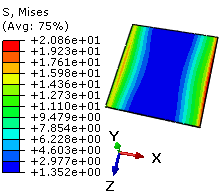 S, Mises
(Avg: 75%)
+2.086e+01
+1.923e+01
+1.761e+01
+1.598e+01
+1.436e+01
+1.273e+01
+1.110e+01
+9.479e+00
+7.854e+00
+6.228e+00
+4.603e+00
+2.977e+00
+1.352e+00
Y
X
Z